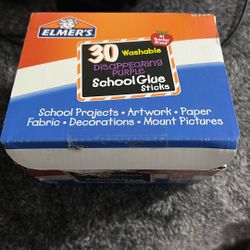 ELMER'S
30 Washable
DISAPPEARING
PURPLE
School Glue
Sticks
School Projects • Artwork • Paper
Fabric • Decorations • Mount Pictures